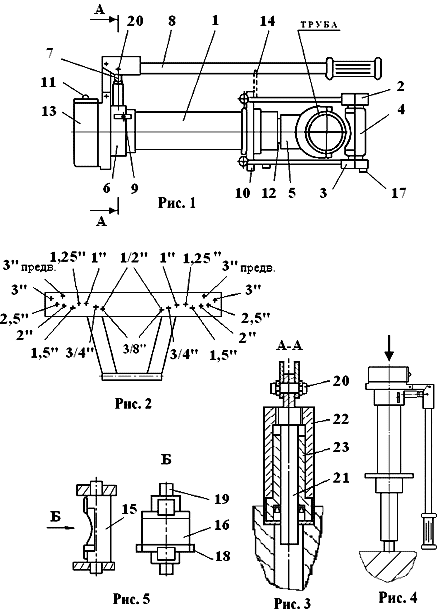 А 20 8 1 14 ТРУБА
7 2
11
13 4
6 9 10 12 5 3 17
А Рис. 1
1,25" 1" 1/2" 1" 1,25"
3" предв. 3" предв.
3" 3"
2,5" 2,5"
2" 2"
1,5" 3/4" 3/8" 3/4" 1,5"
Рис. 2
А-А
20
22
23
21
Рис. 3
Рис. 4
Б
19
Б 15 16
18
Рис. 5